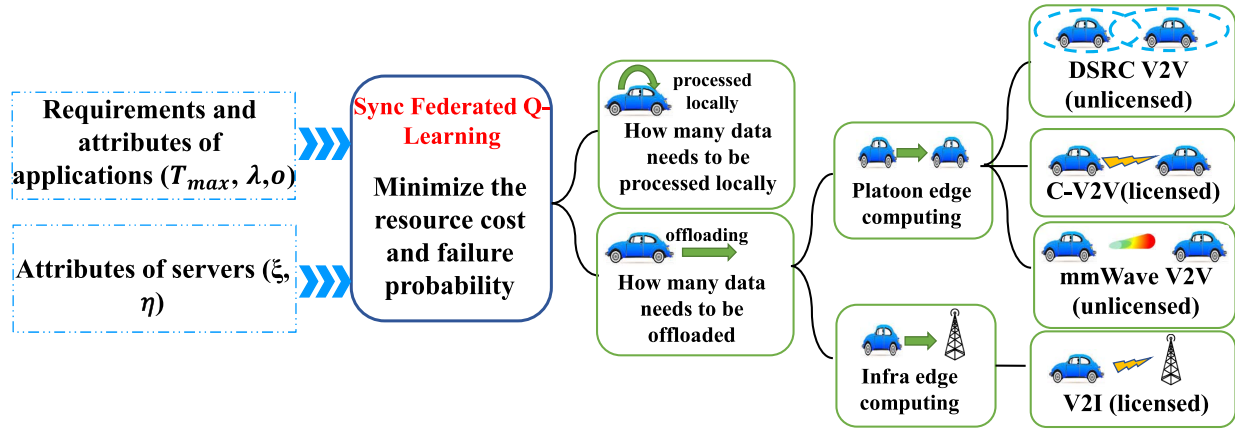 Requirements and
attributes of
applications (T_max, λ,o)
Attributes of servers (ξ,
η)
Sync Federated Q-
Learning
Minimize the
resource cost
and failure
probability
processed
locally
How many data
needs to be
processed locally
offloading
How many data
needs to be
offloaded
Platoon edge
computing
Infra edge
computing
DSRC V2V
(unlicensed)
C-V2V(licensed)
mmWave V2V
(unlicensed)
V2I (licensed)